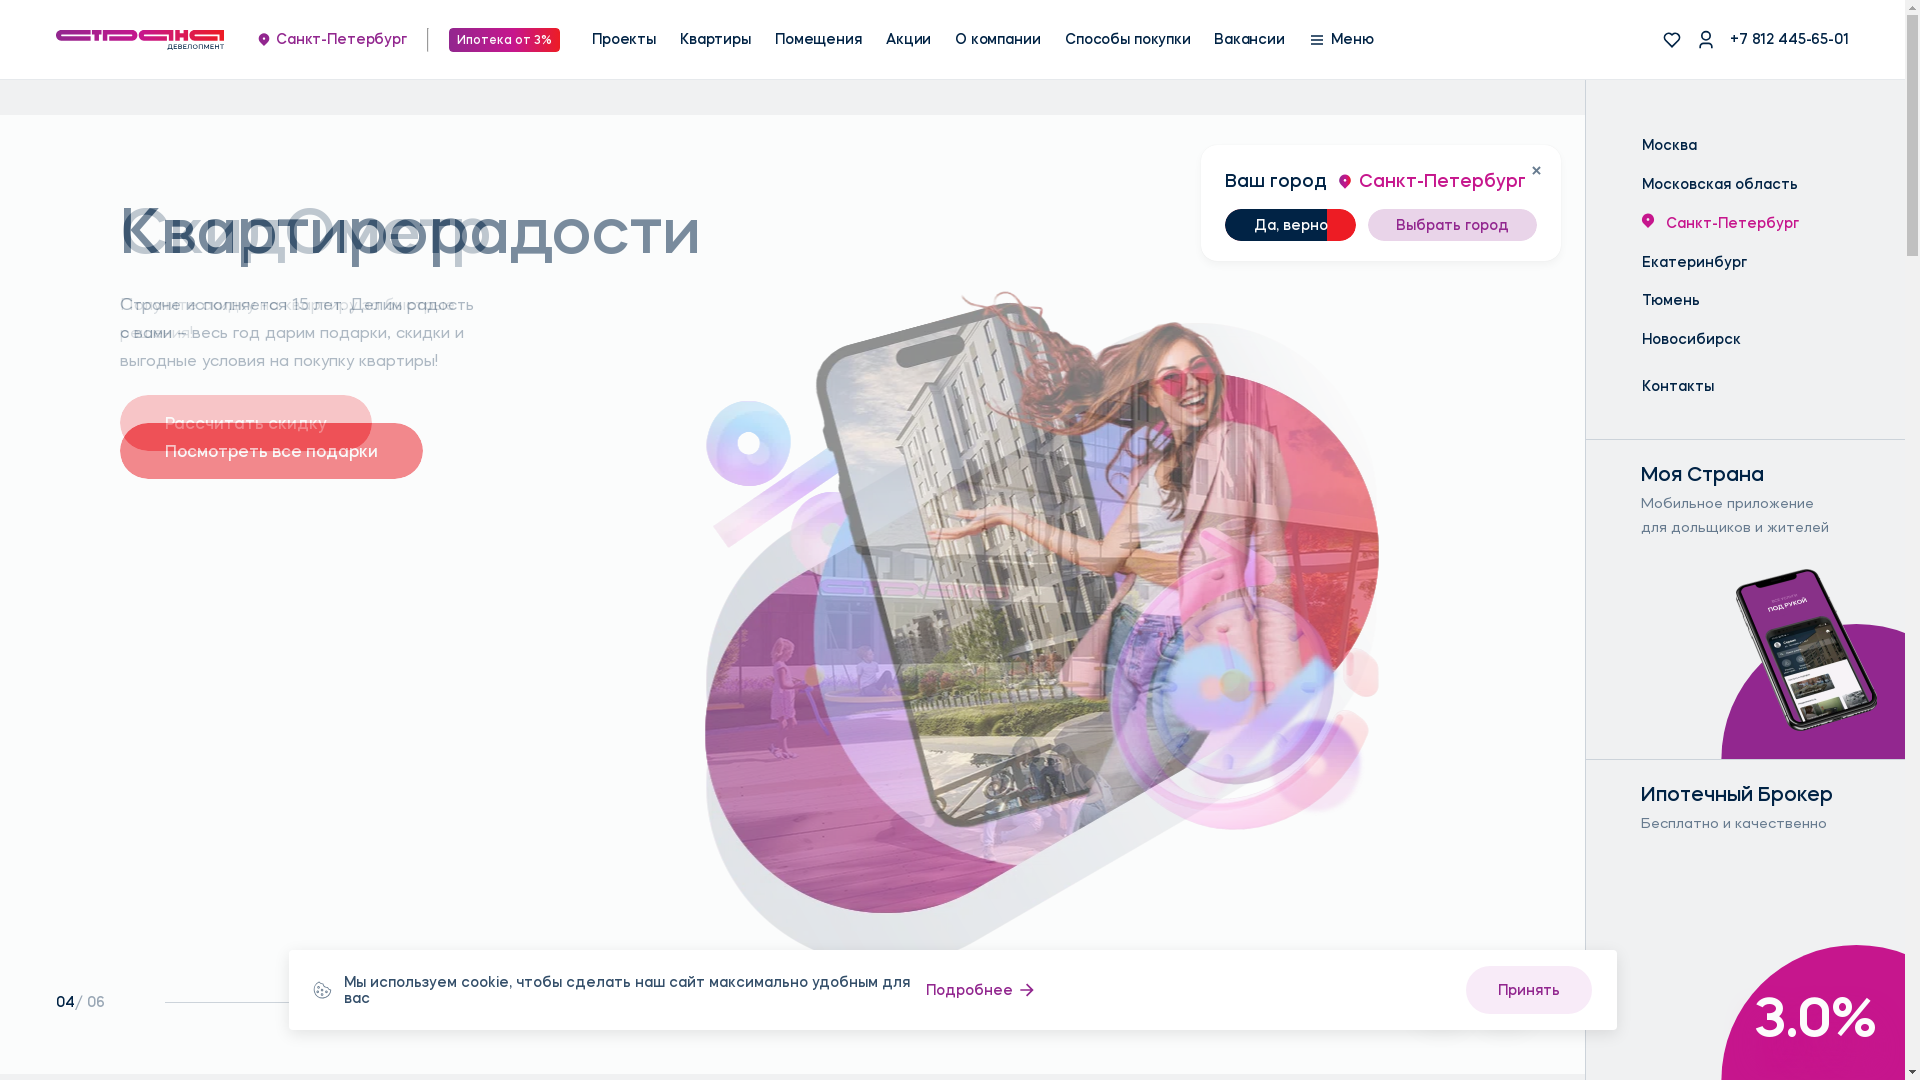 страна
ДЕВЕЛОПМЕНТ
Санкт-Петербург
Ипотека от 3%
Проекты
Квартиры
Помещения
Акции
О компании
Способы покупки
Вакансии
Меню
+7 812 445-65-01
Ваш город
Санкт-Петербург
Да, верно
Выбрать город
СкидОметр
Квартирорадости
Стране исполняется 15 лет. Делим радость
с вами – весь год дарим подарки, скидки и
выгодные условия на покупку квартиры!
Рассчитать скидку
Посмотреть все подарки
04 / 06
Москва
Московская область
Санкт-Петербург
Екатеринбург
Тюмень
Новосибирск
Контакты
Моя Страна
Мобильное приложение
для дольщиков и жителей
ПОД РУКОЙ
Ипотечный Брокер
Бесплатно и качественно
3.0%
Мы используем cookie, чтобы сделать наш сайт максимально удобным для
вас
Подробнее
Принять